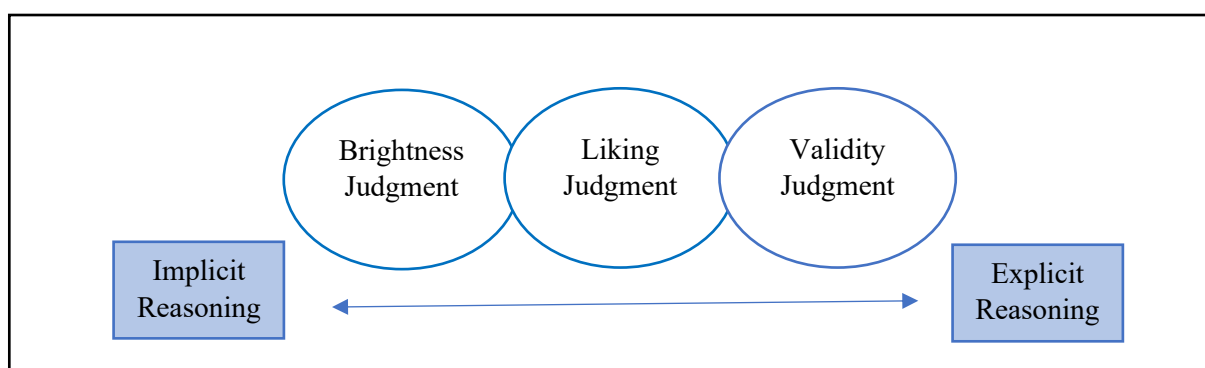 Brightness
Judgment
Liking
Judgment
Validity
Judgment
Implicit
Reasoning
Explicit
Reasoning